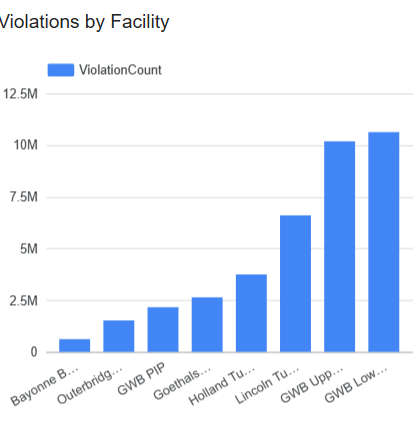 Violations by Facility
ViolationCount
12.5M
10M
7.5M
5M
2.5M
0
Bayonne B...
Outerbridg...
GWB PIP
Goethals...
Holland Tu...
Lincoln Tu...
GWB Upp...
GWB Low...